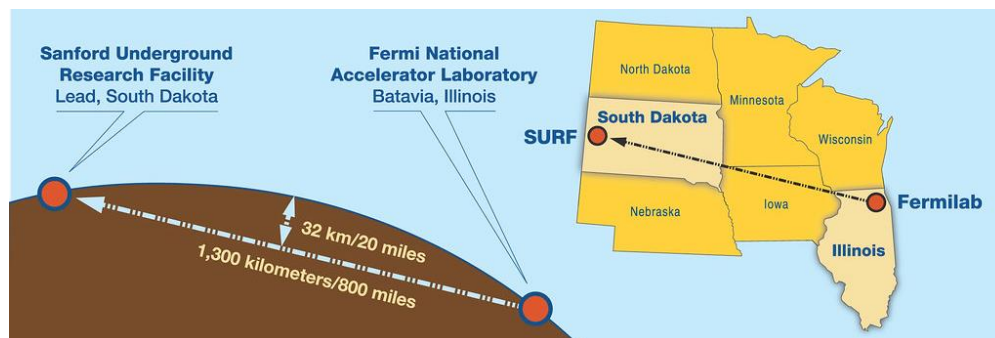 Sanford Underground
Research Facility
Lead, South Dakota
Fermi National
Accelerator Laboratory
Batavia, Illinois
32 km/20 miles
1,300 kilometers/800 miles
North Dakota
Minnesota
South Dakota
SURF
Wisconsin
Nebraska
Iowa
Fermilab
Illinois